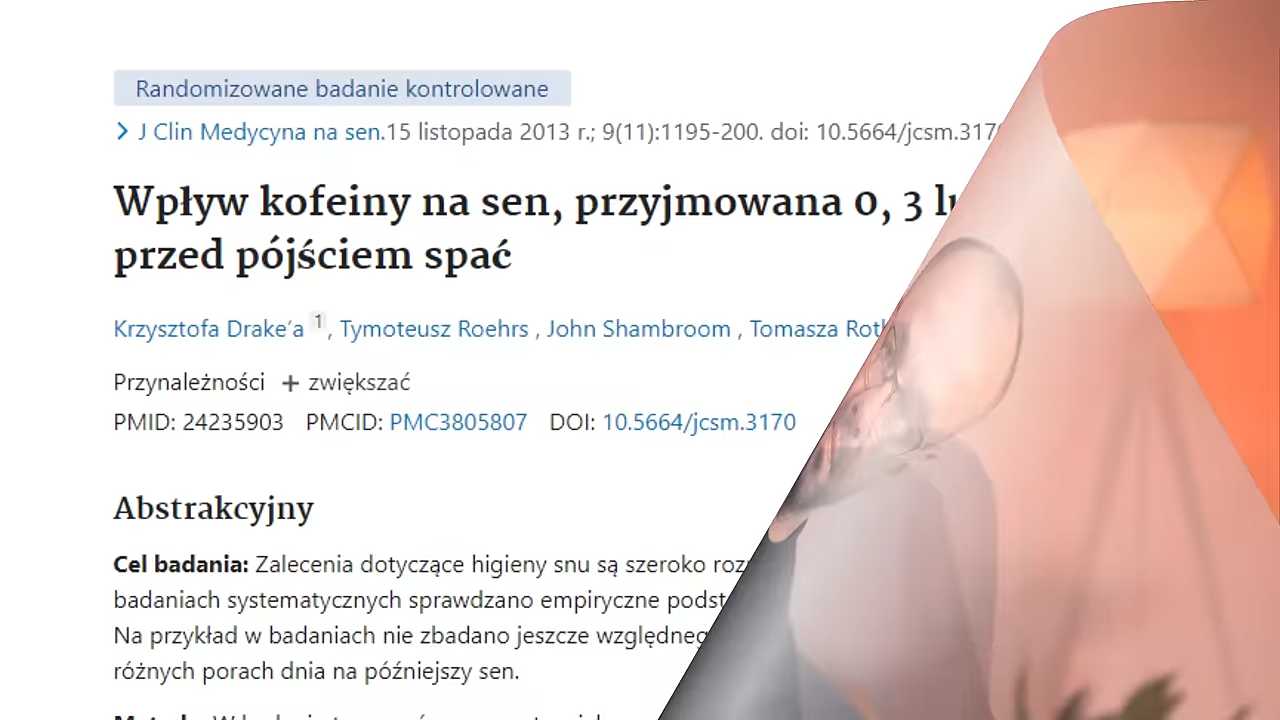 Randomizowane badanie kontrolowane
J Clin Medycyna na sen.15 listopada 2013 r.; 9(11):1195-200. doi: 10.5664/jcsm.3170
Wpływ kofeiny na sen, przyjmowana 0, 3
przed pójściem spać
Krzysztofa Drake'a 1, Tymoteusz Roehrs , John Shambroom , Tomasza
Przynależności + zwiększać
PMID: 24235903 PMCID: PMC3805807 DOI: 10.5664/jcsm.3170
Abstrakcyjny
Cel badania: Zalecenia dotyczące higieny snu są szeroko
badaniach systematycznych sprawdzano empiryczne
Na przykład w badaniach nie zbadano jeszcze
różnych porach dnia na późniejszy sen.